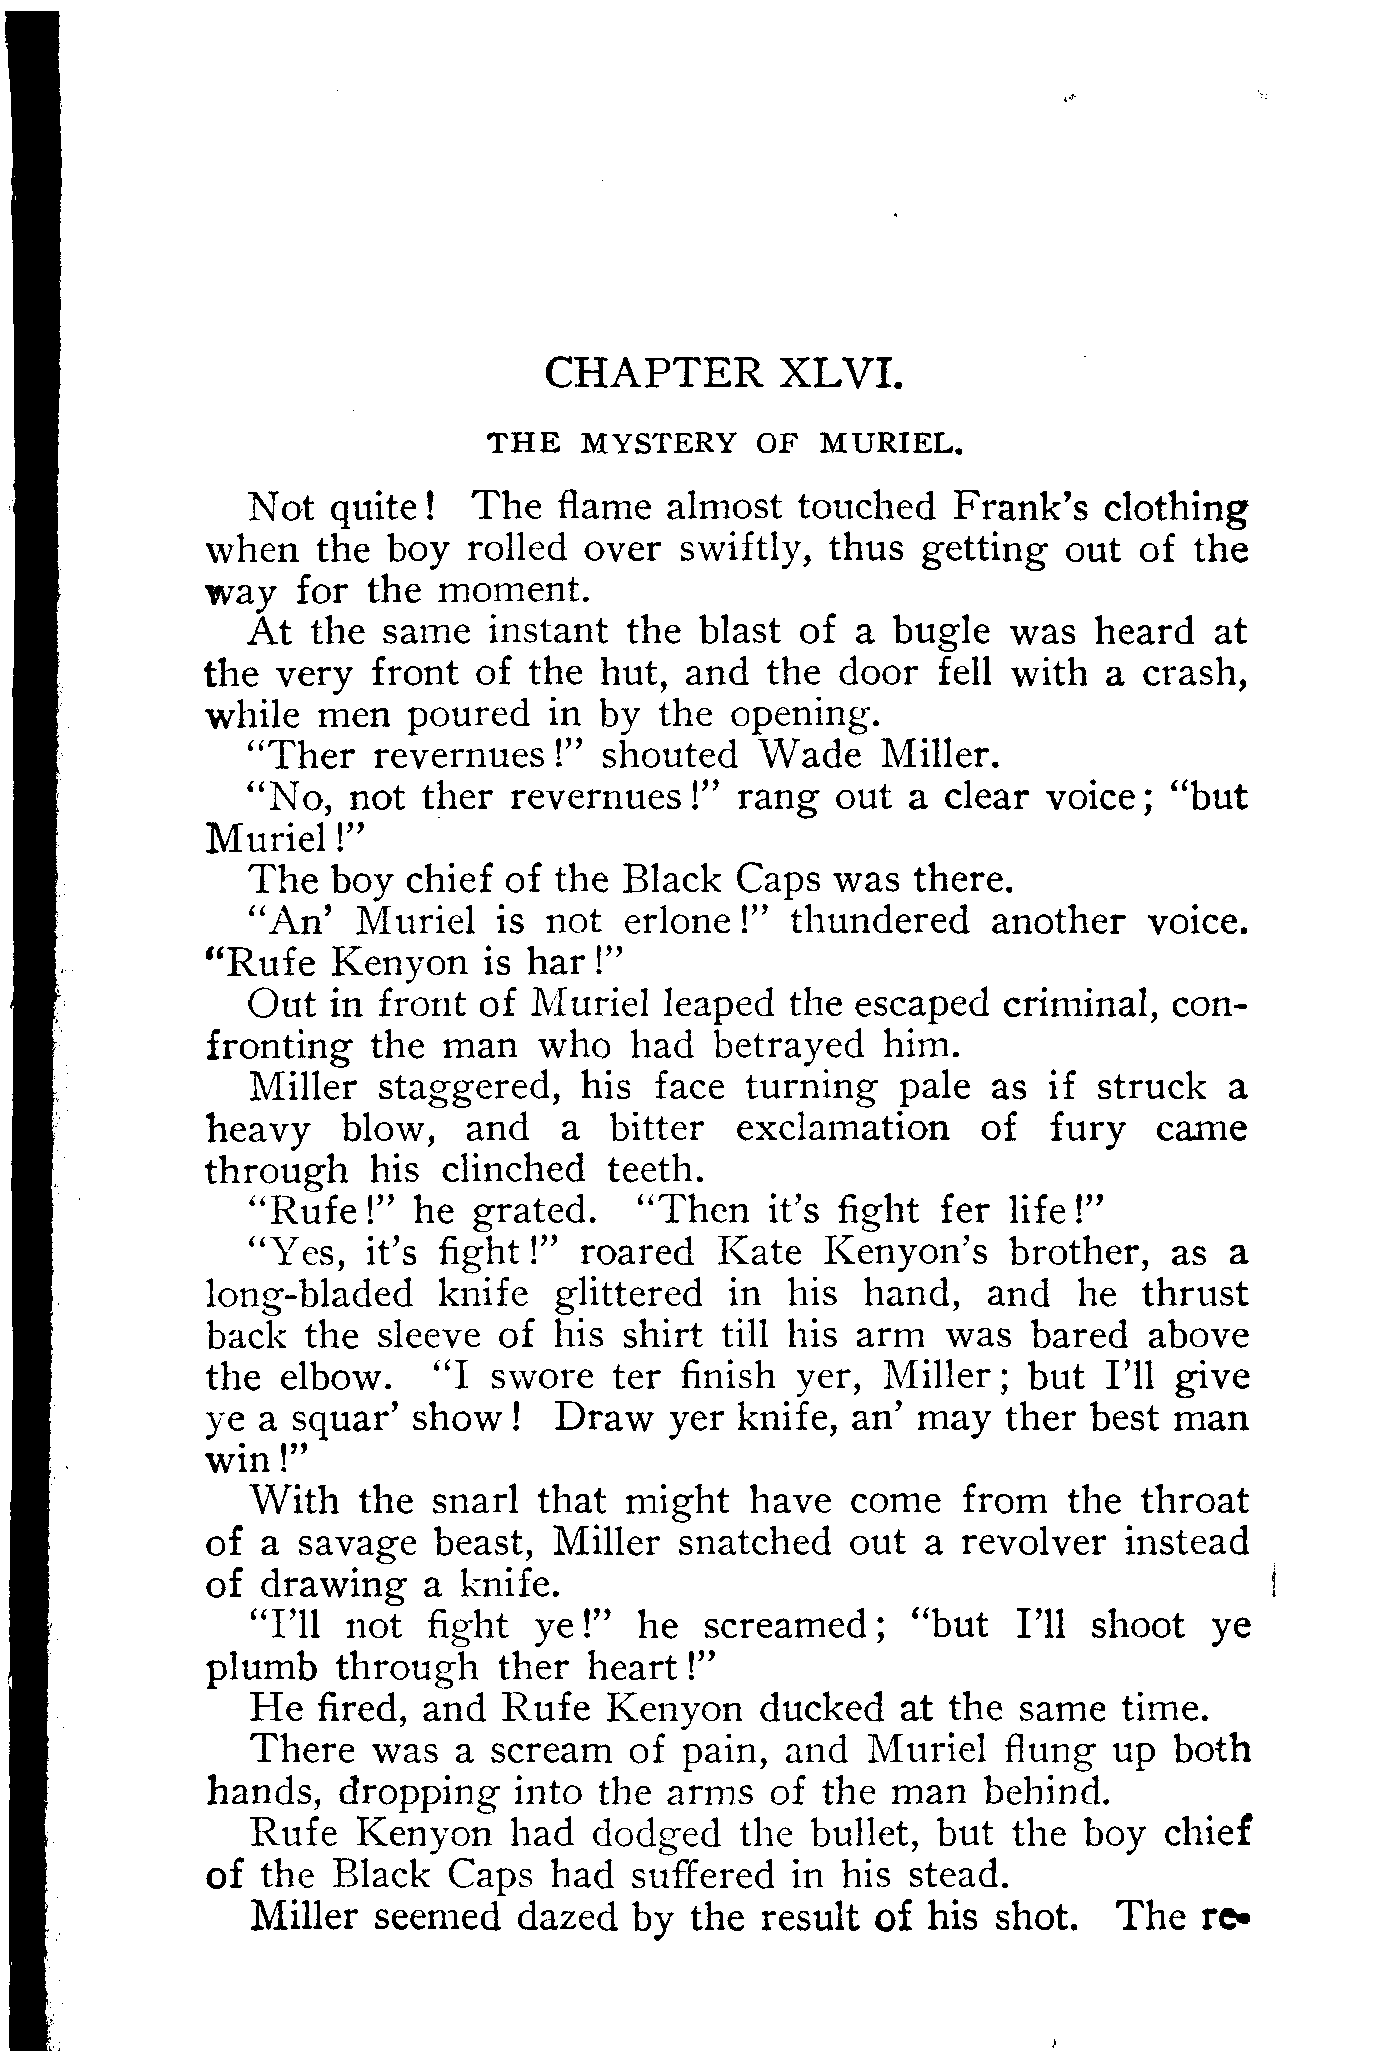 CHAPTER XLVI.
THE MYSTERY OF MURIEL.
Not quite! The flame almost touched Frank's clothing
when the boy rolled over swiftly, thus getting out of the
way for the moment.
At the same instant the blast of a bugle was heard at
the very front of the hut, and the door fell with a crash,
while men poured in by the opening.
"Ther revernues!" shouted Wade Miller.
"No, not ther revernues!" rang out a clear voice; "but
Muriel!"
The boy chief of the Black Caps was there.
"An' Muriel is not erlone!" thundered another voice.
"Rufe Kenyon is har!"
Out in front of Muriel leaped the escaped criminal, con-
fronting the man who had betrayed him.
Miller staggered, his face turning pale as if struck a
heavy blow, and a bitter exclamation of fury came
through his clinched teeth.
"Rufe!" he grated. "Then it's fight fer life!"
"Yes, it's fight!" roared Kate Kenyon's brother, as a
long-bladed knife glittered in his hand, and he thrust
back the sleeve of his shirt till his arm was bared above
the elbow. "I swore ter finish yer, Miller; but I'll give
ye a squar' show! Draw yer knife, an' may ther best man
win!"
With the snarl that might have come from the throat
of a savage beast, Miller snatched out a revolver instead
of drawing a knife.
"I'll not fight ye!" he screamed; "but I'll shoot ye
plumb through ther heart!"
He fired, and Rufe Kenyon ducked at the same time.
There was a scream of pain, and Muriel flung up both
hands, dropping into the arms of the man behind.
Rufe Kenyon had dodged the bullet, but the boy chief
of the Black Caps had suffered in his stead.
Miller seemed dazed by the result of his shot. The re-